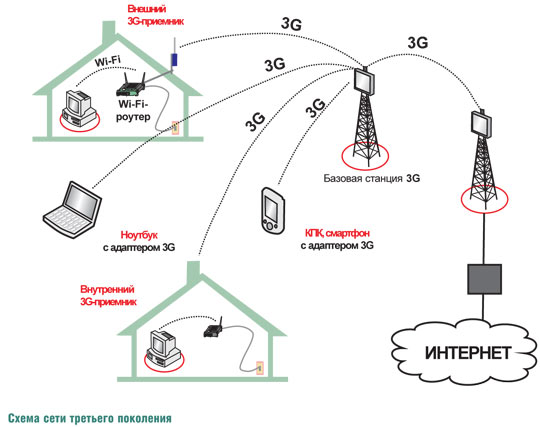 Внешний
3G-приемник
3G
3G
Wi-Fi
3G
Wi-Fi-
роутер
3G
3G
Базовая станция 3G
Ноутбук
с адаптером 3G
КПК, смартфон
с адаптером 3G
Внутренний
3G-приемник
ИНТЕРНЕТ
Схема сети третьего поколения